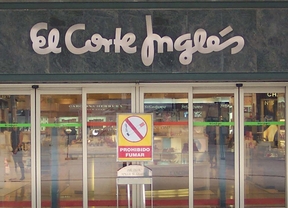 El Corte Inglés
PROHIBIDO
FUMAR